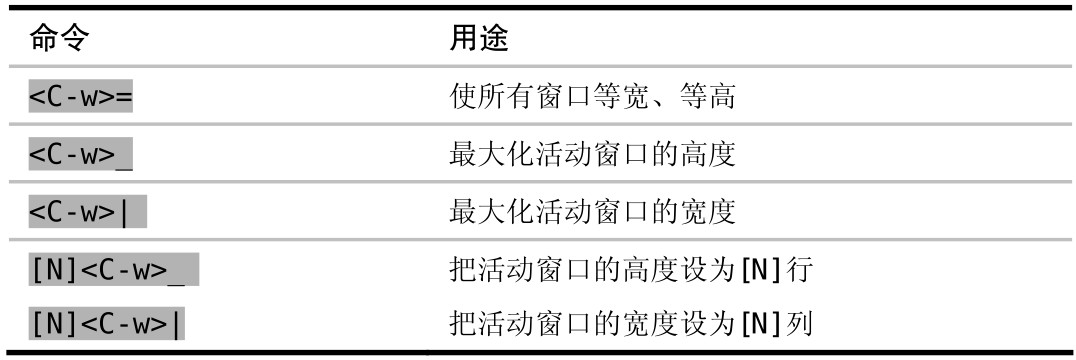 命令 用途
<C-w>= 使所有窗口等宽、等高
<C-w>_ 最大化活动窗口的高度
<C-w>| 最大化活动窗口的宽度
[N]<C-w>_ 把活动窗口的高度设为[N]行
[N]<C-w>| 把活动窗口的宽度设为[N]列